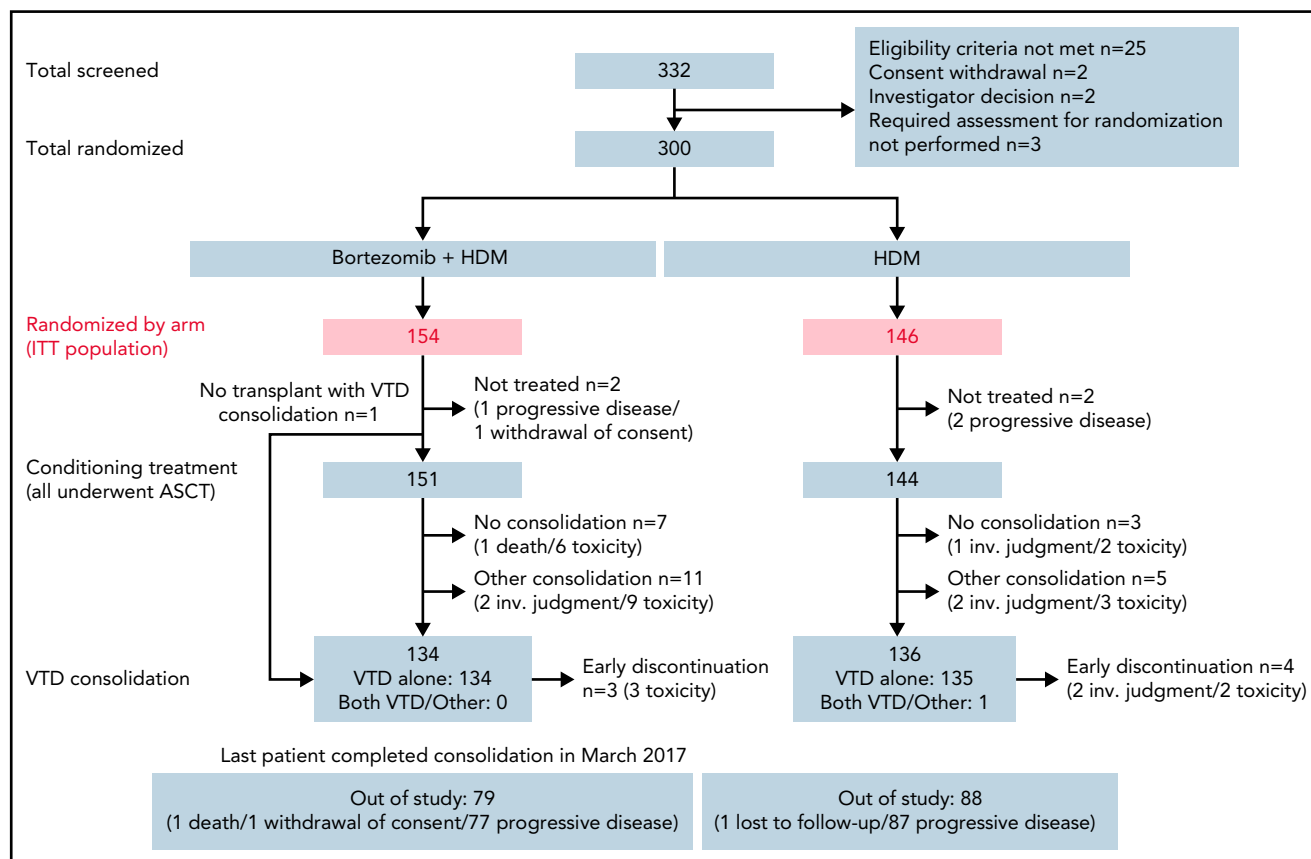 Total screened
332
Eligibility criteria not met n=25
Consent withdrawal n=2
Investigator decision n=2
Required assessment for randomization
not performed n=3
Total randomized
300
Bortezomib + HDM
HDM
Randomized by arm
(ITT population)
154
146
No transplant with VTD
consolidation n=1
Not treated n=2
(1 progressive disease/
1 withdrawal of consent)
Not treated n=2
(2 progressive disease)
Conditioning treatment
(all underwent ASCT)
151
144
No consolidation n=7
(1 death/6 toxicity)
No consolidation n=3
(1 inv. judgment/2 toxicity)
Other consolidation n=11
(2 inv. judgment/9 toxicity)
Other consolidation n=5
(2 inv. judgment/3 toxicity)
VTD consolidation
134
VTD alone: 134
Both VTD/Other: 0
Early discontinuation
n=3 (3 toxicity)
136
VTD alone: 135
Both VTD/Other: 1
Early discontinuation n=4
(2 inv. judgment/2 toxicity)
Last patient completed consolidation in March 2017
Out of study: 79
(1 death/1 withdrawal of consent/77 progressive disease)
Out of study: 88
(1 lost to follow-up/87 progressive disease)